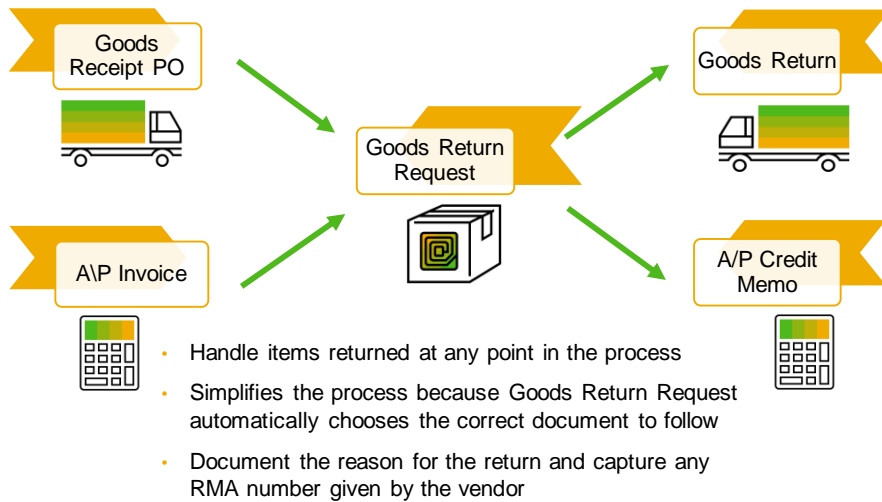 Goods
Receipt PO
Goods Return
Goods Return
Request
A\P Invoice
A/P Credit
Memo
• Handle items returned at any point in the process
• Simplifies the process because Goods Return Request
automatically chooses the correct document to follow
• Document the reason for the return and capture any
RMA number given by the vendor